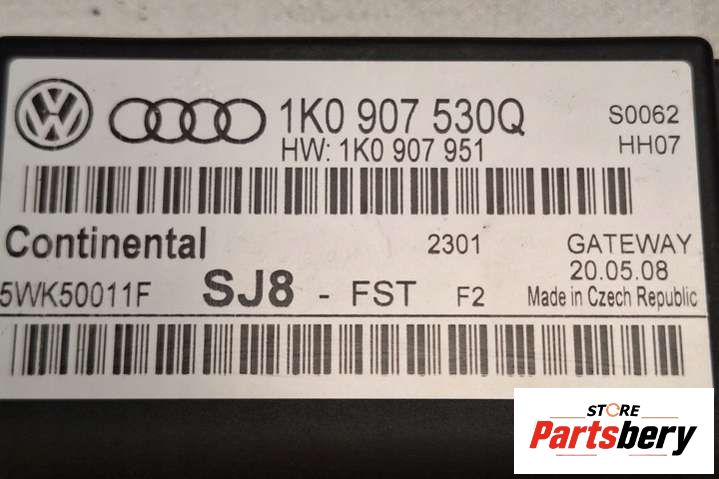 1K0 907 530Q
HW: 1K0 907 951
S0062
HH07
Continental
2301
GATEWAY
20.05.08
5WK50011F
SJ8 - FST F2
Made in Czech Republic
STORE
Partsbery